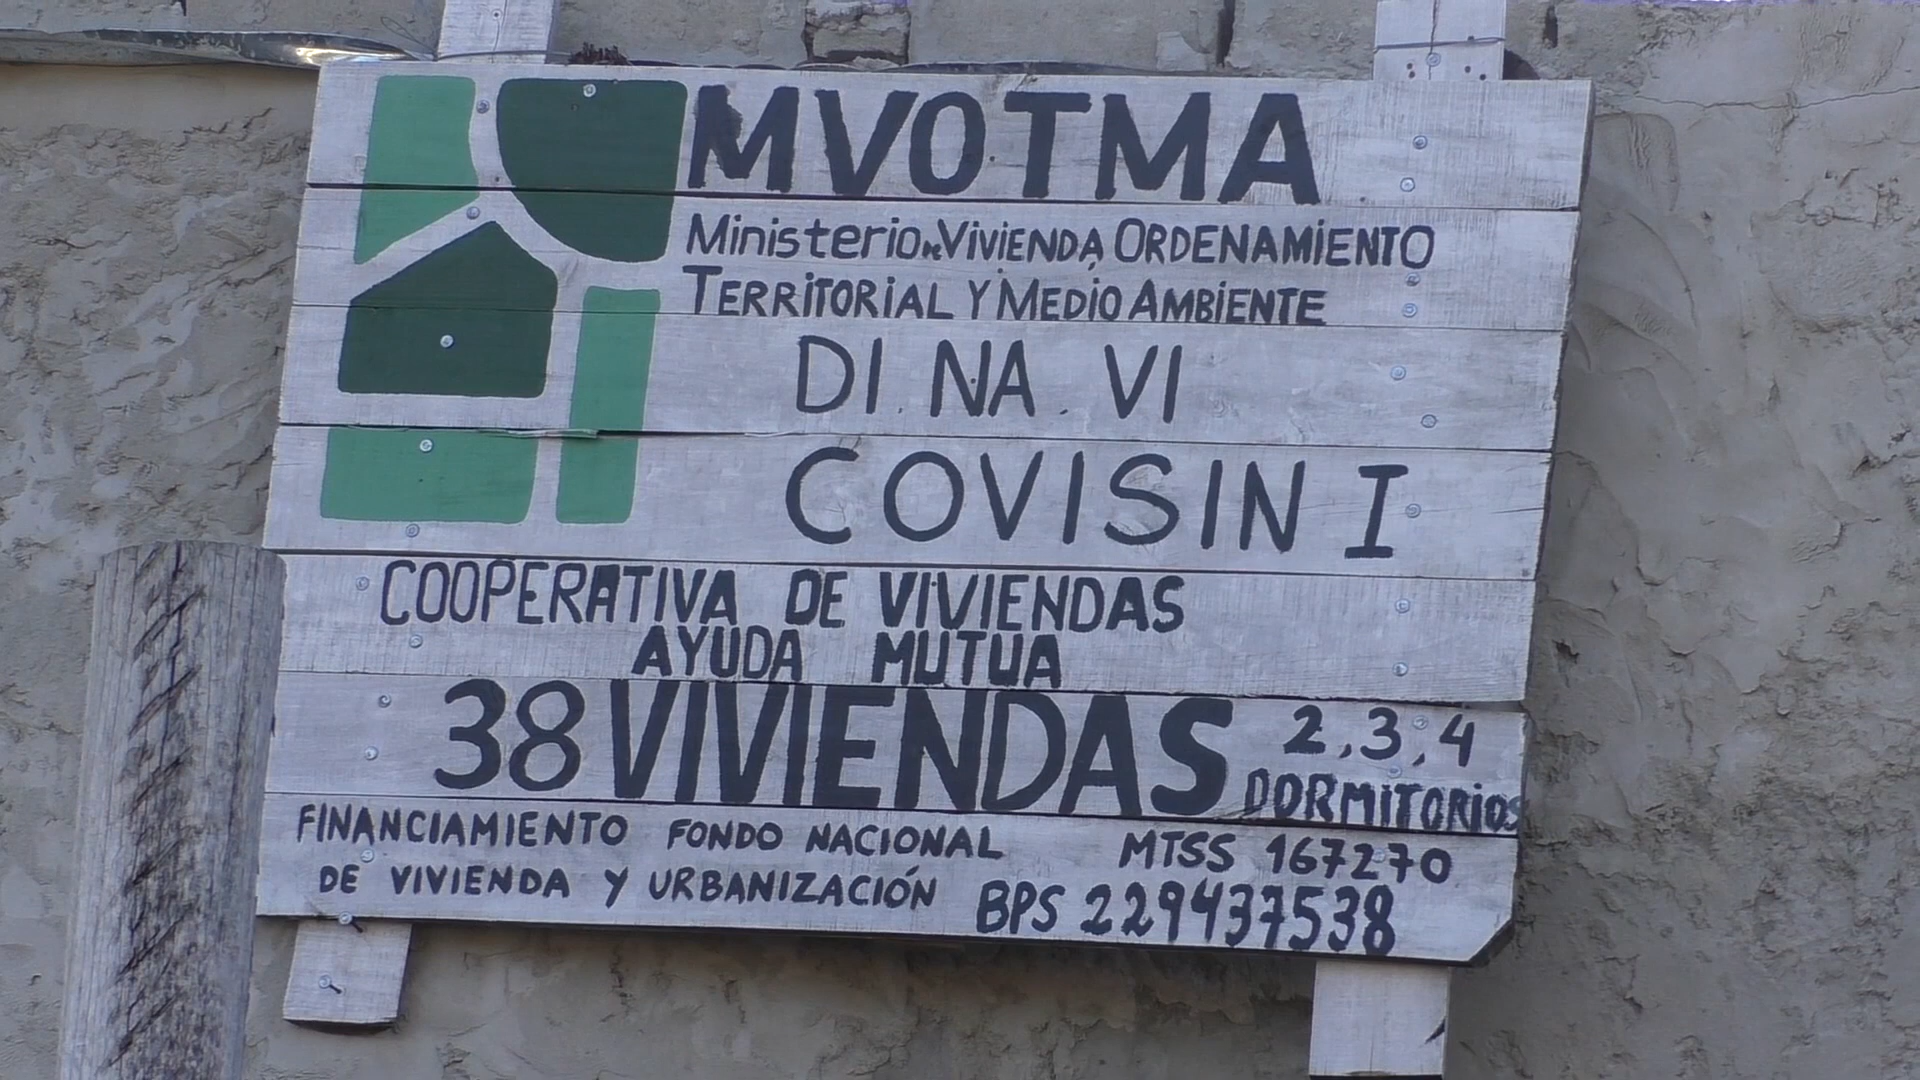 MVOTMA
Ministerio de VIVIENDA, ORDENAMIENTO
TERRITORIAL Y MEDIO AMBIENTE
DI. NA. VI
COVISIN I
COOPERATIVA DE VIVIENDAS
AYUDA MUTUA
38 VIVIENDAS 2,3,4
DORMITORIOS
FINANCIAMIENTO FONDO NACIONAL MTSS 167270
DE VIVIENDA Y URBANIZACIÓN BPS 229437538